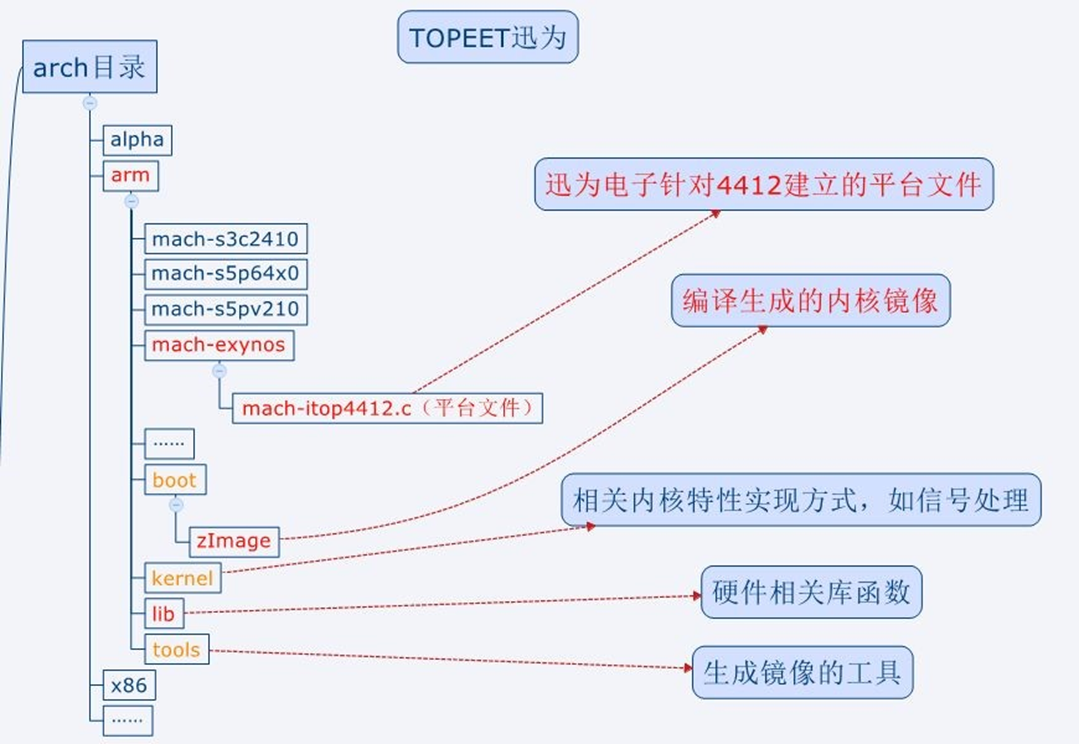 TOPEET迅为
arch目录
alpha
arm
迅为电子针对4412建立的平台文件
mach-s3c2410
mach-s5p64x0
编译生成的内核镜像
mach-s5pv210
mach-exynos
mach-itop4412.c（平台文件）
……
boot
相关内核特性实现方式，如信号处理
zImage
kernel
硬件相关库函数
lib
tools
生成镜像的工具
x86
……